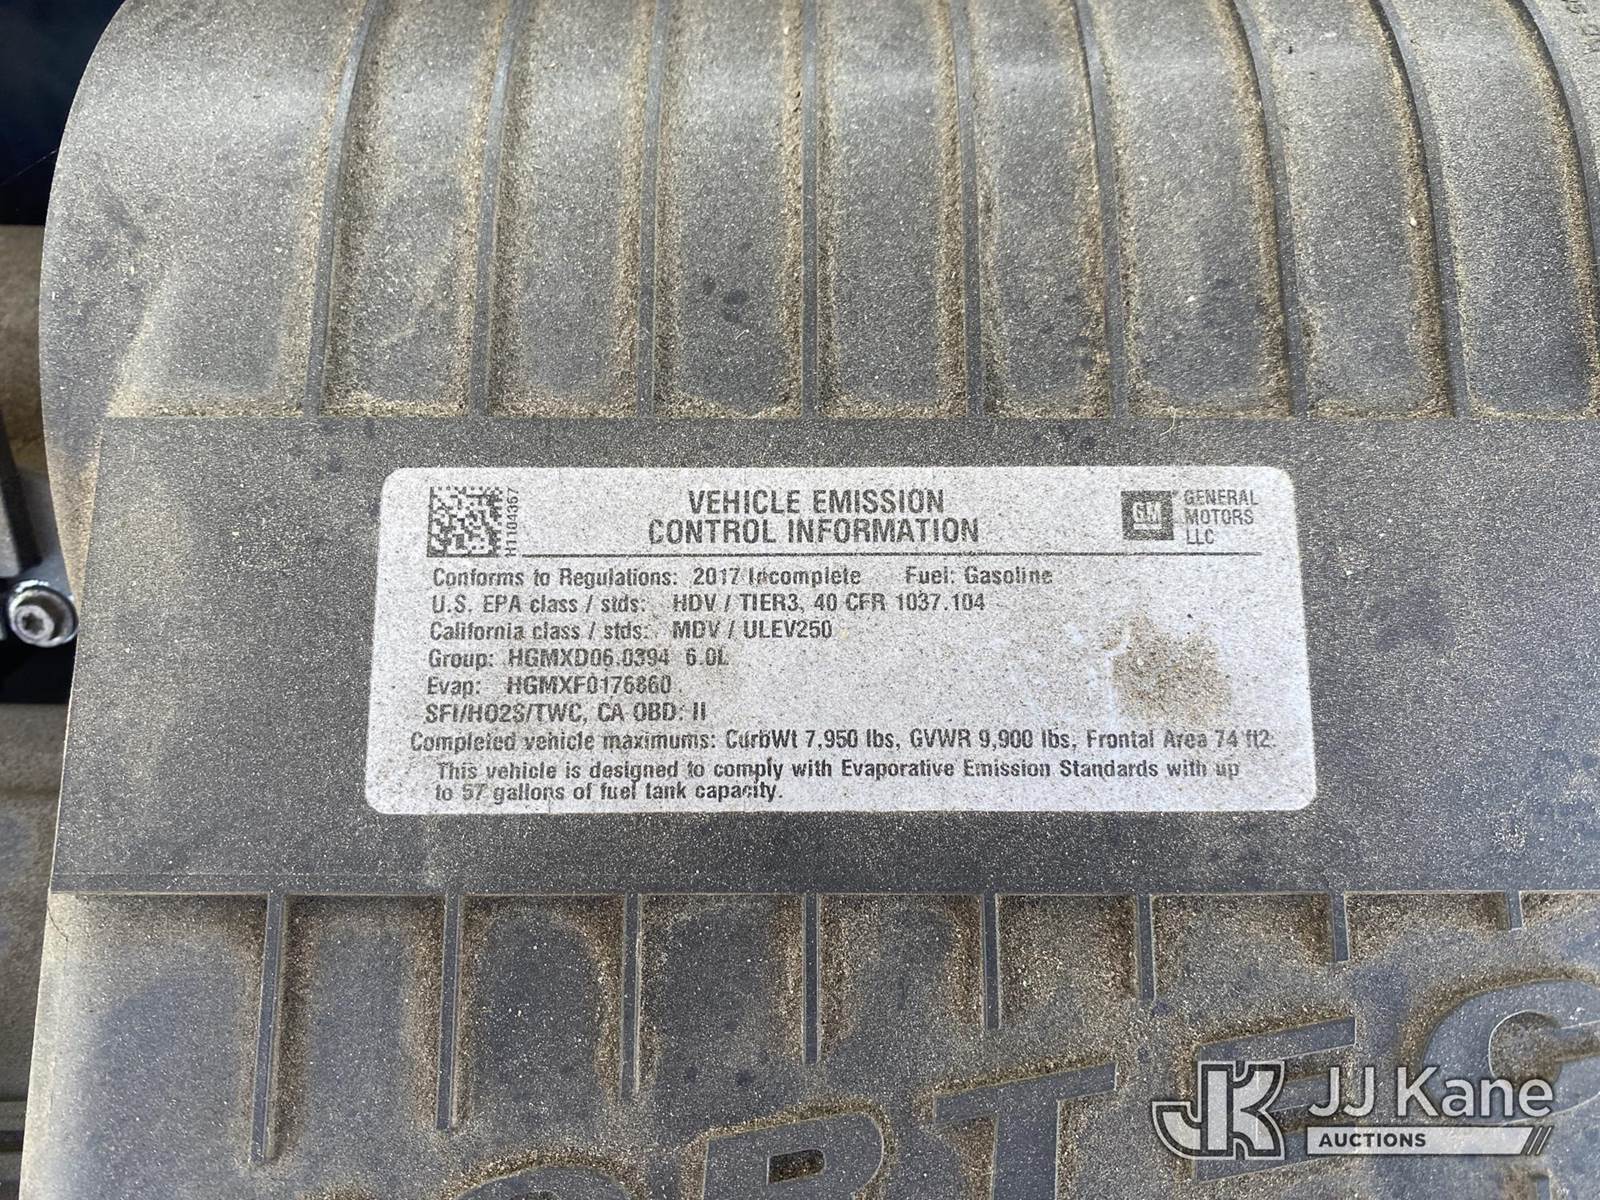 H1104357
VEHICLE EMISSION
CONTROL INFORMATION
GM
GENERAL
MOTORS
LLC
Conforms to Regulations: 2017 Incomplete Fuel: Gasoline
U.S. EPA class / stds: HDV / TIER3, 40 CFR 1037.104
California class / stds: MDV / ULEV250
Group: HGMXD06.0394 6.0L
Evap: HGMXF0176860
SFI/HO2S/TWC, CA OBD: II
Completed vehicle maximums: CurbWt 7,950 lbs, GVWR 9,900 lbs, Frontal Area 74 ft2.
This vehicle is designed to comply with Evaporative Emission Standards with up
to 57 gallons of fuel tank capacity.
ORTEC
JK JJ Kane
AUCTIONS